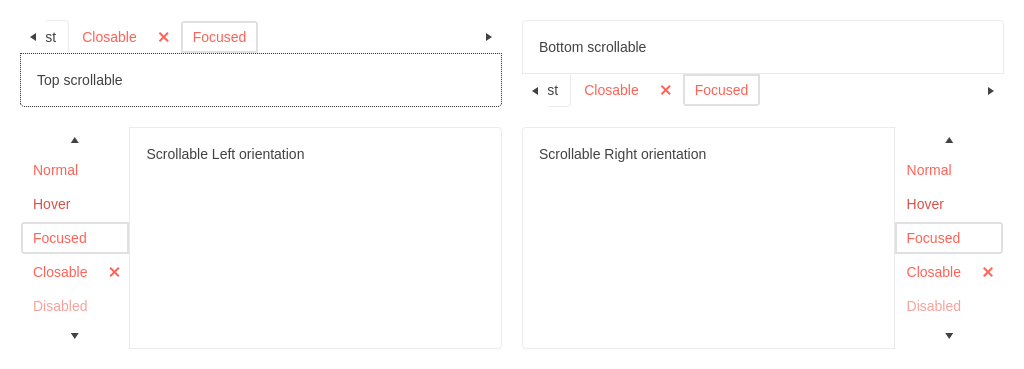 st Closable Focused
Top scrollable
Bottom scrollable
st Closable Focused
Normal
Hover
Focused
Closable
Disabled
Scrollable Left orientation
Scrollable Right orientation
Normal
Hover
Focused
Closable
Disabled